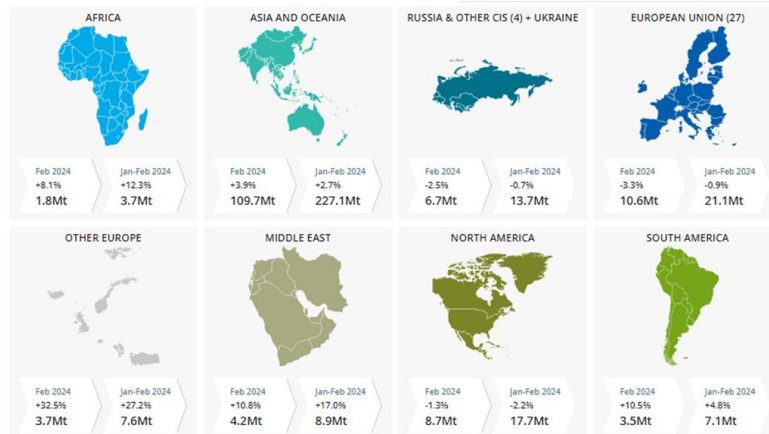 AFRICA
Feb 2024
+8.1%
1.8Mt
Jan-Feb 2024
+12.3%
3.7Mt
ASIA AND OCEANIA
Feb 2024
+3.9%
109.7Mt
Jan-Feb 2024
+2.7%
227.1Mt
RUSSIA & OTHER CIS (4) + UKRAINE
Feb 2024
-2.5%
6.7Mt
Jan-Feb 2024
-0.7%
13.7Mt
EUROPEAN UNION (27)
Feb 2024
-3.3%
10.6Mt
Jan-Feb 2024
-0.9%
21.1Mt
OTHER EUROPE
Feb 2024
+32.5%
3.7Mt
Jan-Feb 2024
+27.2%
7.6Mt
MIDDLE EAST
Feb 2024
+10.8%
4.2Mt
Jan-Feb 2024
+17.0%
8.9Mt
NORTH AMERICA
Feb 2024
-1.3%
8.7Mt
Jan-Feb 2024
-2.2%
17.7Mt
SOUTH AMERICA
Feb 2024
+10.5%
3.5Mt
Jan-Feb 2024
+4.8%
7.1Mt